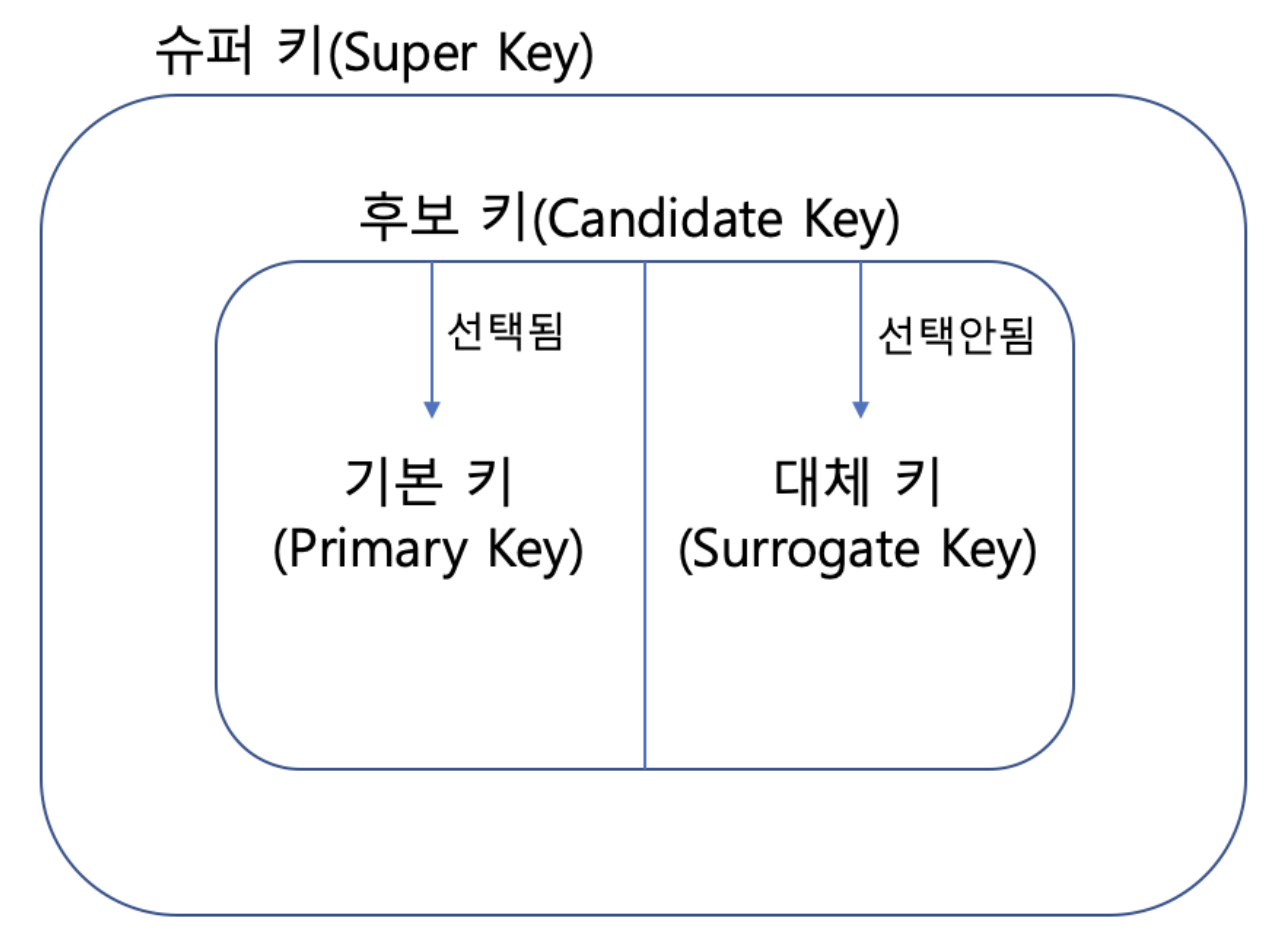 슈퍼 키(Super Key)
후보 키(Candidate Key)
선택됨
선택안됨
기본 키
(Primary Key)
대체 키
(Surrogate Key)